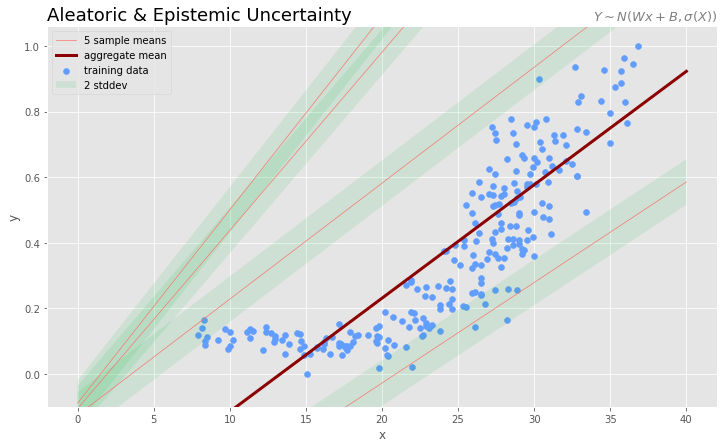 Aleatoric & Epistemic Uncertainty
Y ∼ N(Wx + B, σ(X))
5 sample means
aggregate mean
training data
2 stddev
1.0
0.8
0.6
0.4
0.2
0.0
y
0 5 10 15 20 25 30 35 40
x